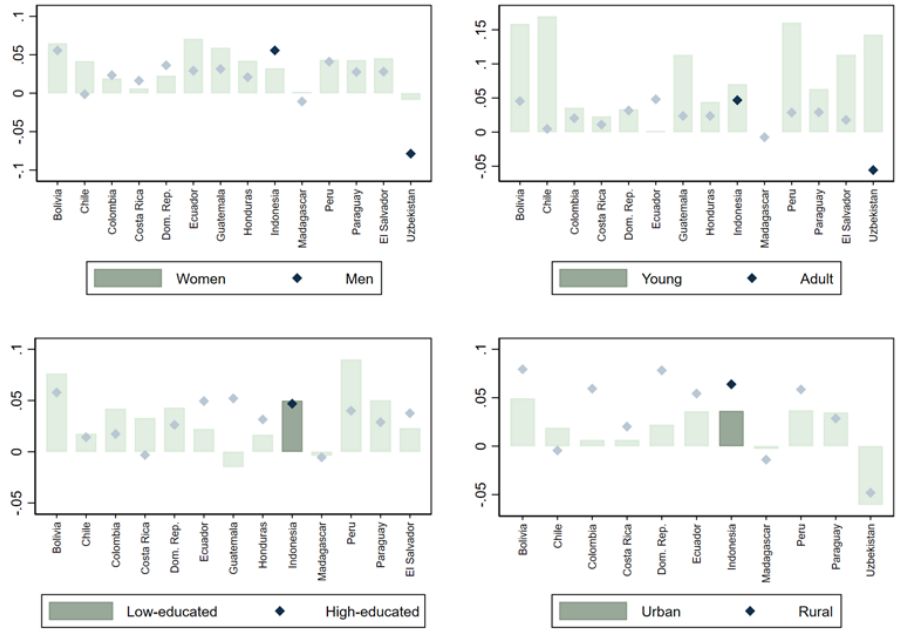 .1
.05
0
-.05
-.1
Bolivia
Chile
Colombia
Costa Rica
Dom. Rep.
Ecuador
Guatemala
Honduras
Indonesia
Madagascar
Peru
Paraguay
El Salvador
Uzbekistan
Women Men
.15
.1
.05
0
-.05
Bolivia
Chile
Colombia
Costa Rica
Dom. Rep.
Ecuador
Guatemala
Honduras
Indonesia
Madagascar
Peru
Paraguay
El Salvador
Uzbekistan
Young Adult
.1
.05
0
-.05
Bolivia
Chile
Colombia
Costa Rica
Dom. Rep.
Ecuador
Guatemala
Honduras
Indonesia
Madagascar
Peru
Paraguay
El Salvador
Low-educated High-educated
.1
.05
0
-.05
Bolivia
Chile
Colombia
Costa Rica
Dom. Rep.
Ecuador
Indonesia
Madagascar
Peru
Paraguay
Uzbekistan
Urban Rural